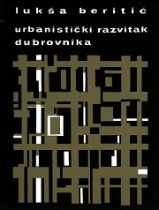 lukša beritić
urbanistički razvitak
dubrovnika